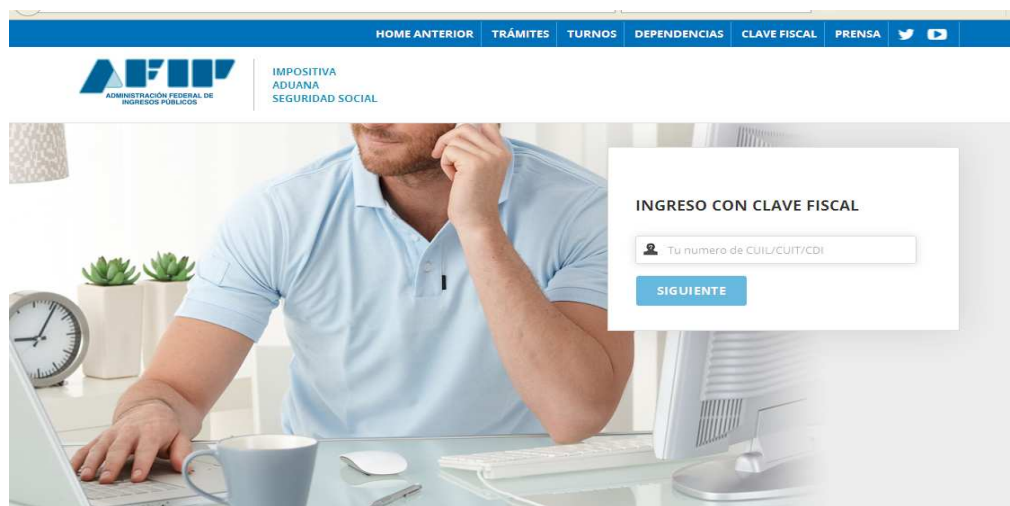 HOME ANTERIOR TRÁMITES TURNOS DEPENDENCIAS CLAVE FISCAL PRENSA
AFIP
ADMINISTRACIÓN FEDERAL DE
INGRESOS PÚBLICOS
IMPOSITIVA
ADUANA
SEGURIDAD SOCIAL
INGRESO CON CLAVE FISCAL
Tu numero de CUIL/CUIT/CDI
SIGUIENTE